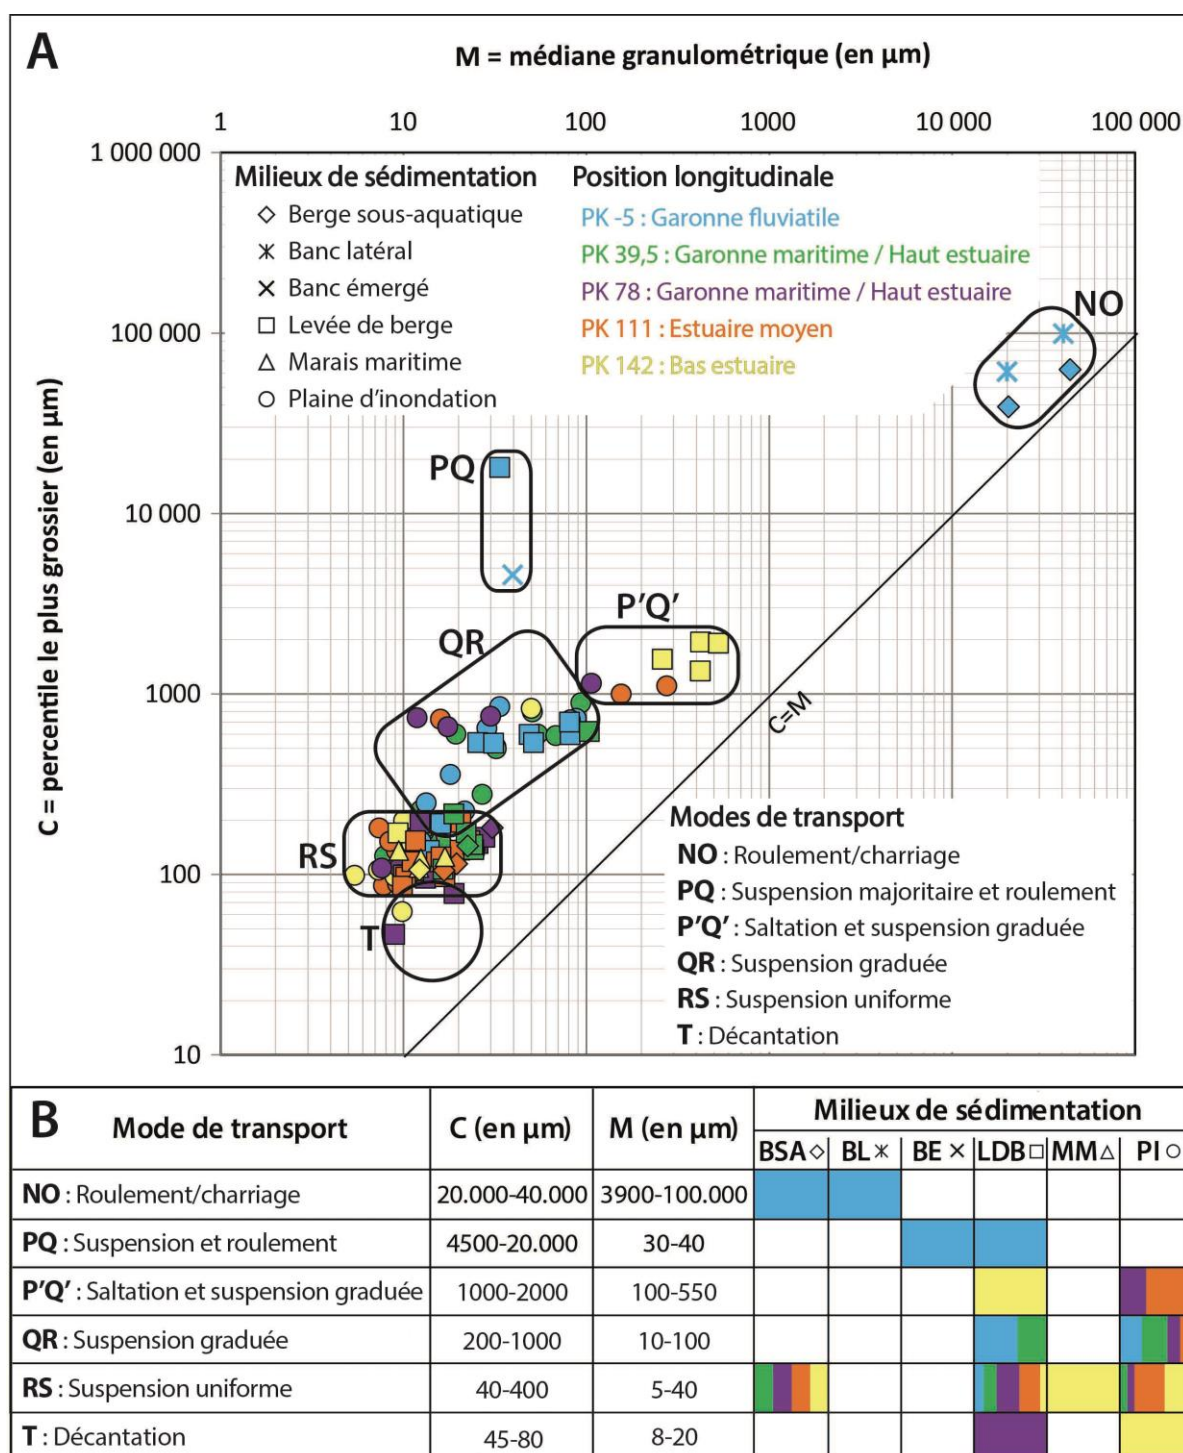 A
M = médiane granulométrique (en µm)
1 10 100 1000 10 000 100 000
1 000 000
100 000
10 000
1000
100
10
C = percentile le plus grossier (en µm)
Milieux de sédimentation
◇ Berge sous-aquatique
Banc latéral
× Banc émergé
□ Levée de berge
△ Marais maritime
○ Plaine d'inondation
Position longitudinale
PK -5 : Garonne fluviatile
PK 39,5 : Garonne maritime / Haut estuaire
PK 78 : Garonne maritime / Haut estuaire
PK 111 : Estuaire moyen
PK 142 : Bas estuaire
NO
PQ
P'Q'
QR
C=M
RS
T
Modes de transport
NO : Roulement/charriage
PQ : Suspension majoritaire et roulement
P'Q' : Saltation et suspension graduée
QR : Suspension graduée
RS : Suspension uniforme
T : Décantation
B
Mode de transport C (en µm) M (en µm) Milieux de sédimentation
BSA◇ BL BE × LDB□ MM△ PI○
NO : Roulement/charriage 20.000-40.000 3900-100.000
PQ : Suspension et roulement 4500-20.000 30-40
P'Q' : Saltation et suspension graduée 1000-2000 100-550
QR : Suspension graduée 200-1000 10-100
RS : Suspension uniforme 40-400 5-40
T : Décantation 45-80 8-20